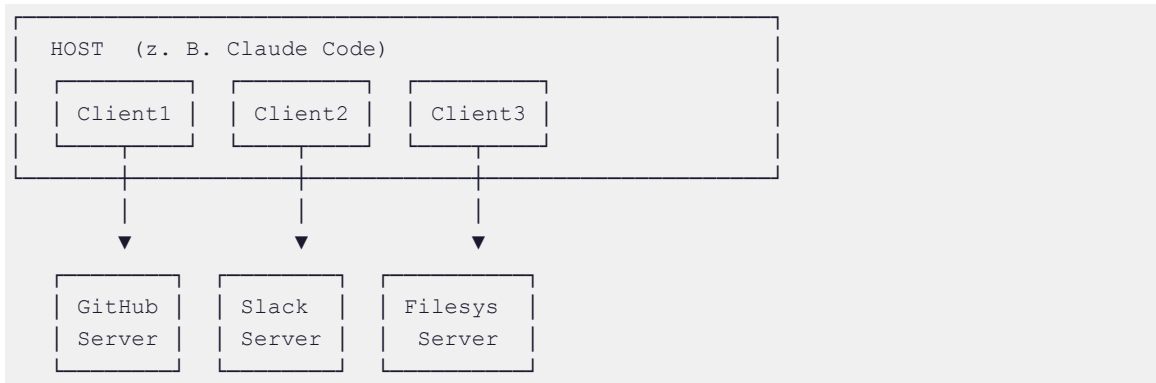 HOST (z. B. Claude Code)
Client1 Client2 Client3
GitHub Slack Filesys
Server Server Server